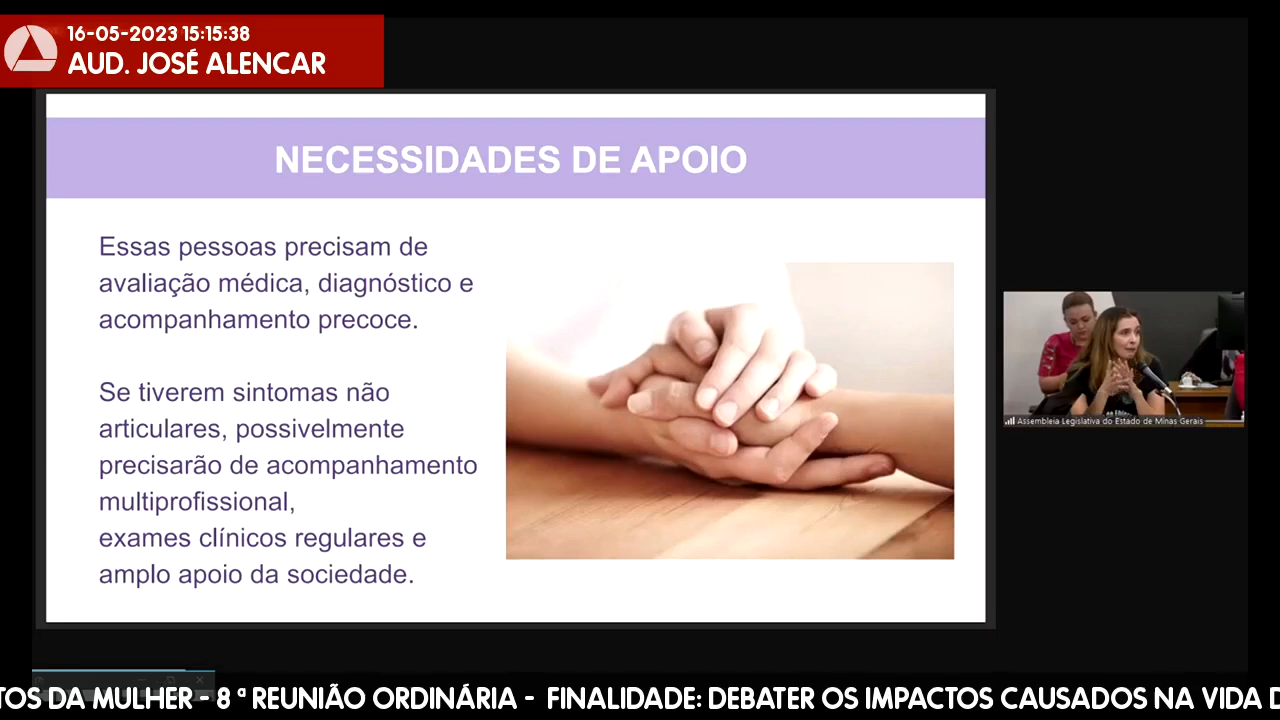 16-05-2023 15:15:38
AUD. JOSÉ ALENCAR
NECESSIDADES DE APOIO
Essas pessoas precisam de
avaliação médica, diagnóstico e
acompanhamento precoce.
Se tiverem sintomas não
articulares, possivelmente
precisarão de acompanhamento
multiprofissional,
exames clínicos regulares e
amplo apoio da sociedade.
Assembleia Legislativa do Estado de Minas Gerais
DA MULHER - 8 ª REUNIÃO ORDINÁRIA - FINALIDADE: DEBATER OS IMPACTOS CAUSADOS NA VIDA